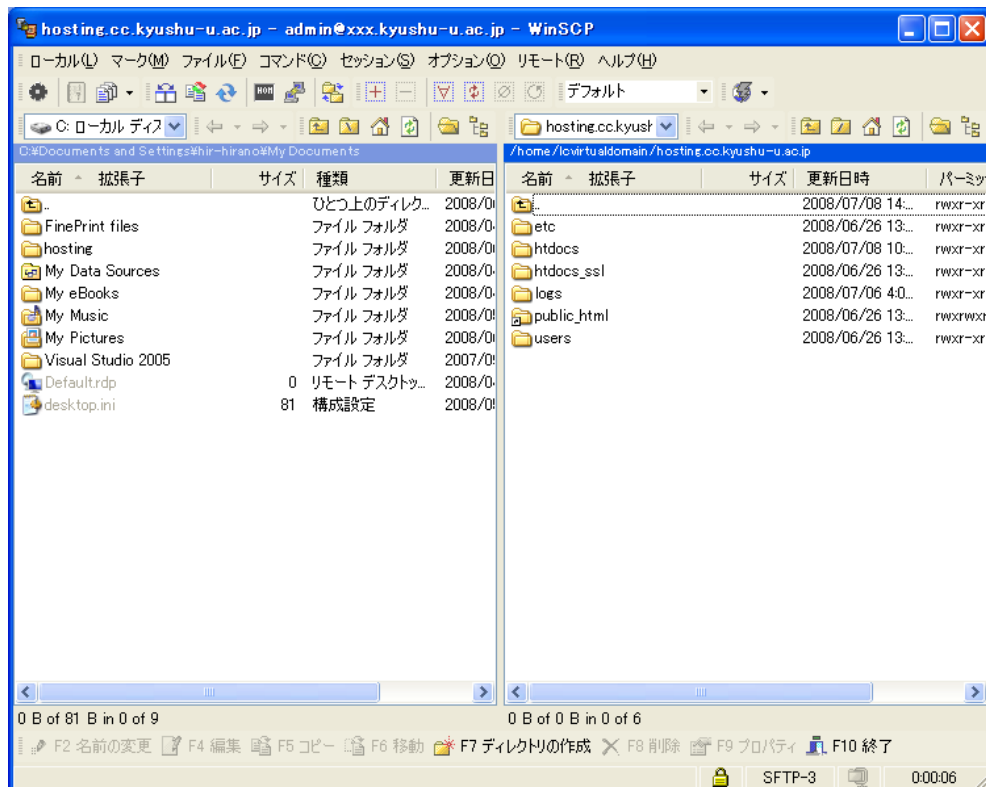 hosting.cc.kyushu-u.ac.jp - admin@xxx.kyushu-u.ac.jp - WinSCP
ローカル(L) マーク(M) ファイル(F) コマンド(C) セッション(S) オプション(O) リモート(R) ヘルプ(H)
デフォルト
C: ローカル ディス
hosting.cc.kyush
C:¥Documents and Settings¥hir-hirano¥My Documents
/home/lcvirtualdomain/hosting.cc.kyushu-u.ac.jp
名前 拡張子 サイズ 種類 更新日
名前 拡張子 サイズ 更新日時 パーミッ
.. ひとつ上のディレク... 2008/0
FinePrint files ファイル フォルダ 2008/0
hosting ファイル フォルダ 2008/0
My Data Sources ファイル フォルダ 2008/0
My eBooks ファイル フォルダ 2008/0
My Music ファイル フォルダ 2008/0
My Pictures ファイル フォルダ 2008/0
Visual Studio 2005 ファイル フォルダ 2007/0
Default.rdp 0 リモート デスクトッ... 2008/0
desktop.ini 81 構成設定 2008/0
.. 2008/07/08 14:... rwxr-xr
etc 2008/06/26 13:... rwxr-xr
htdocs 2008/07/08 10:... rwxr-xr
htdocs_ssl 2008/06/26 13:... rwxr-xr
logs 2008/07/06 4:0... rwxr-xr
public_html 2008/06/26 13:... rwxrwxr
users 2008/06/26 13:... rwxr-xr
0 B of 81 B in 0 of 9
0 B of 0 B in 0 of 6
F2 名前の変更 F4 編集 F5 コピー F6 移動 F7 ディレクトリの作成 F8 削除 F9 プロパティ F10 終了
SFTP-3 0:00:06